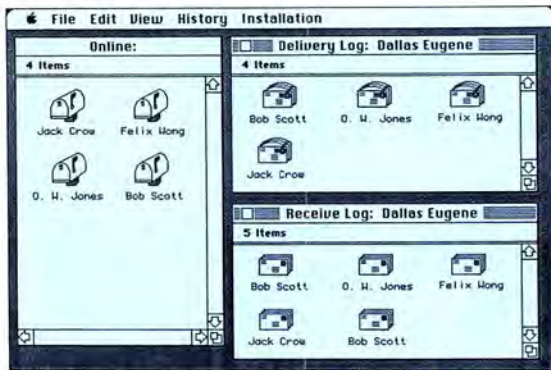 File Edit View History Installation
Online:
4 Items
Jack Crow Felix Wong
O. W. Jones Bob Scott
Delivery Log: Dallas Eugene
4 Items
Bob Scott O. W. Jones Felix Wong
Jack Crow
Receive Log: Dallas Eugene
5 Items
Bob Scott O. W. Jones Felix Wong
Jack Crow Bob Scott